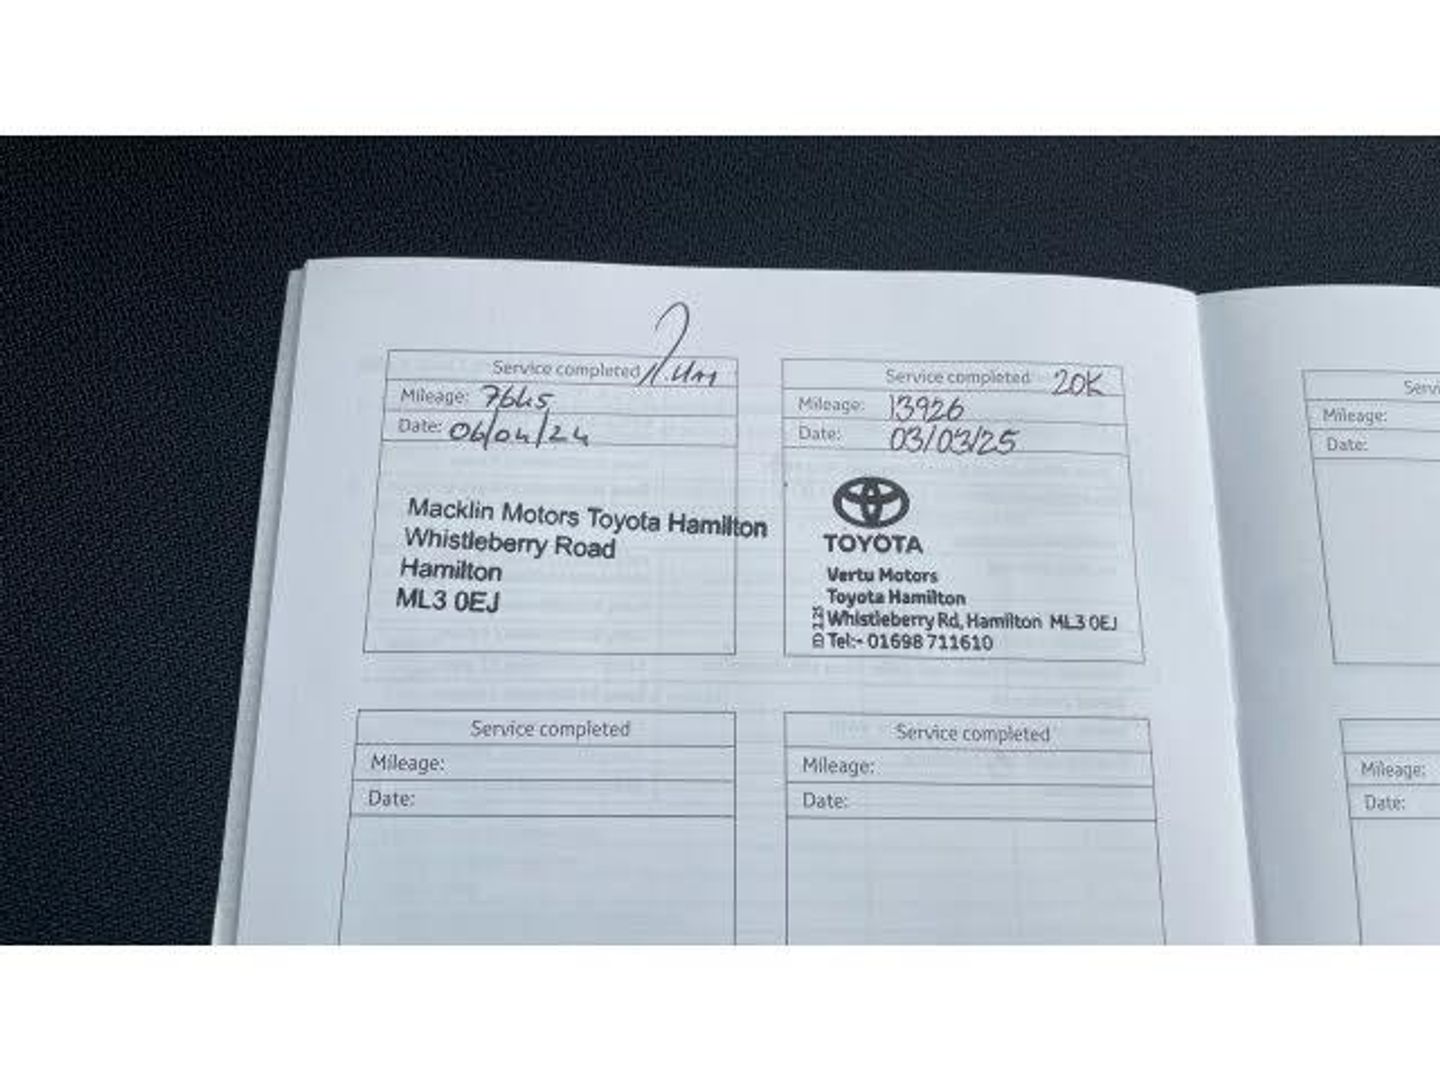 Service completed
Mileage: 7645
Date: 06/04/24
Macklin Motors Toyota Hamilton
Whistleberry Road
Hamilton
ML3 0EJ
Service completed 20K
Mileage: 13926
Date: 03/03/25
TOYOTA
Vertu Motors
Toyota Hamilton
Whistleberry Rd, Hamilton ML3 0EJ
Tel:- 01698 711610
Service completed
Mileage:
Date:
Service completed
Mileage:
Date:
Servi
Mileage:
Date:
Mileage:
Date: